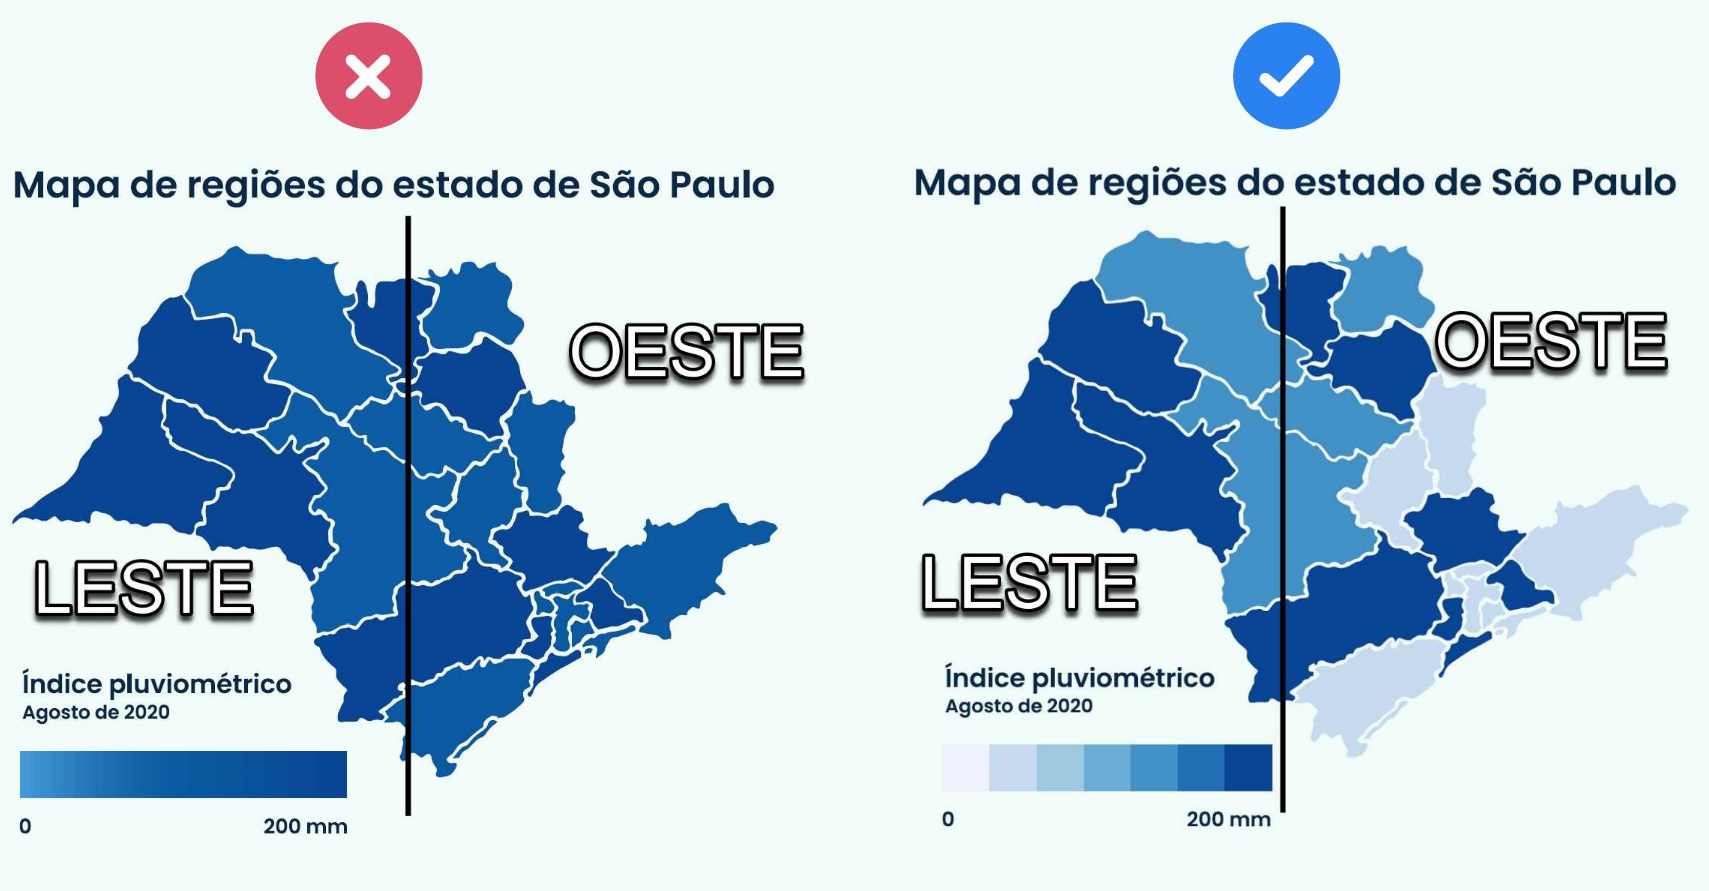 Mapa de regiões do estado de São Paulo
OESTE
LESTE
Índice pluviométrico
Agosto de 2020
0
200 mm
Mapa de regiões do estado de São Paulo
OESTE
LESTE
Índice pluviométrico
Agosto de 2020
0
200 mm